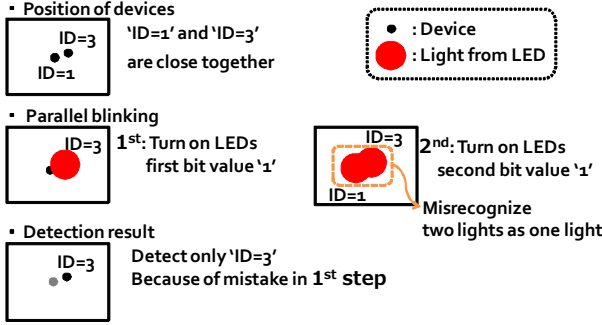 ▪ Position of devices
ID=3
ID=1
‘ID=1’ and ‘ID=3’
are close together
: Device
: Light from LED
▪ Parallel blinking
ID=3
1st: Turn on LEDs
first bit value ‘1’
ID=3
ID=1
2nd: Turn on LEDs
second bit value ‘1’
Misrecognize
two lights as one light
▪ Detection result
ID=3
Detect only ‘ID=3’
Because of mistake in 1st step